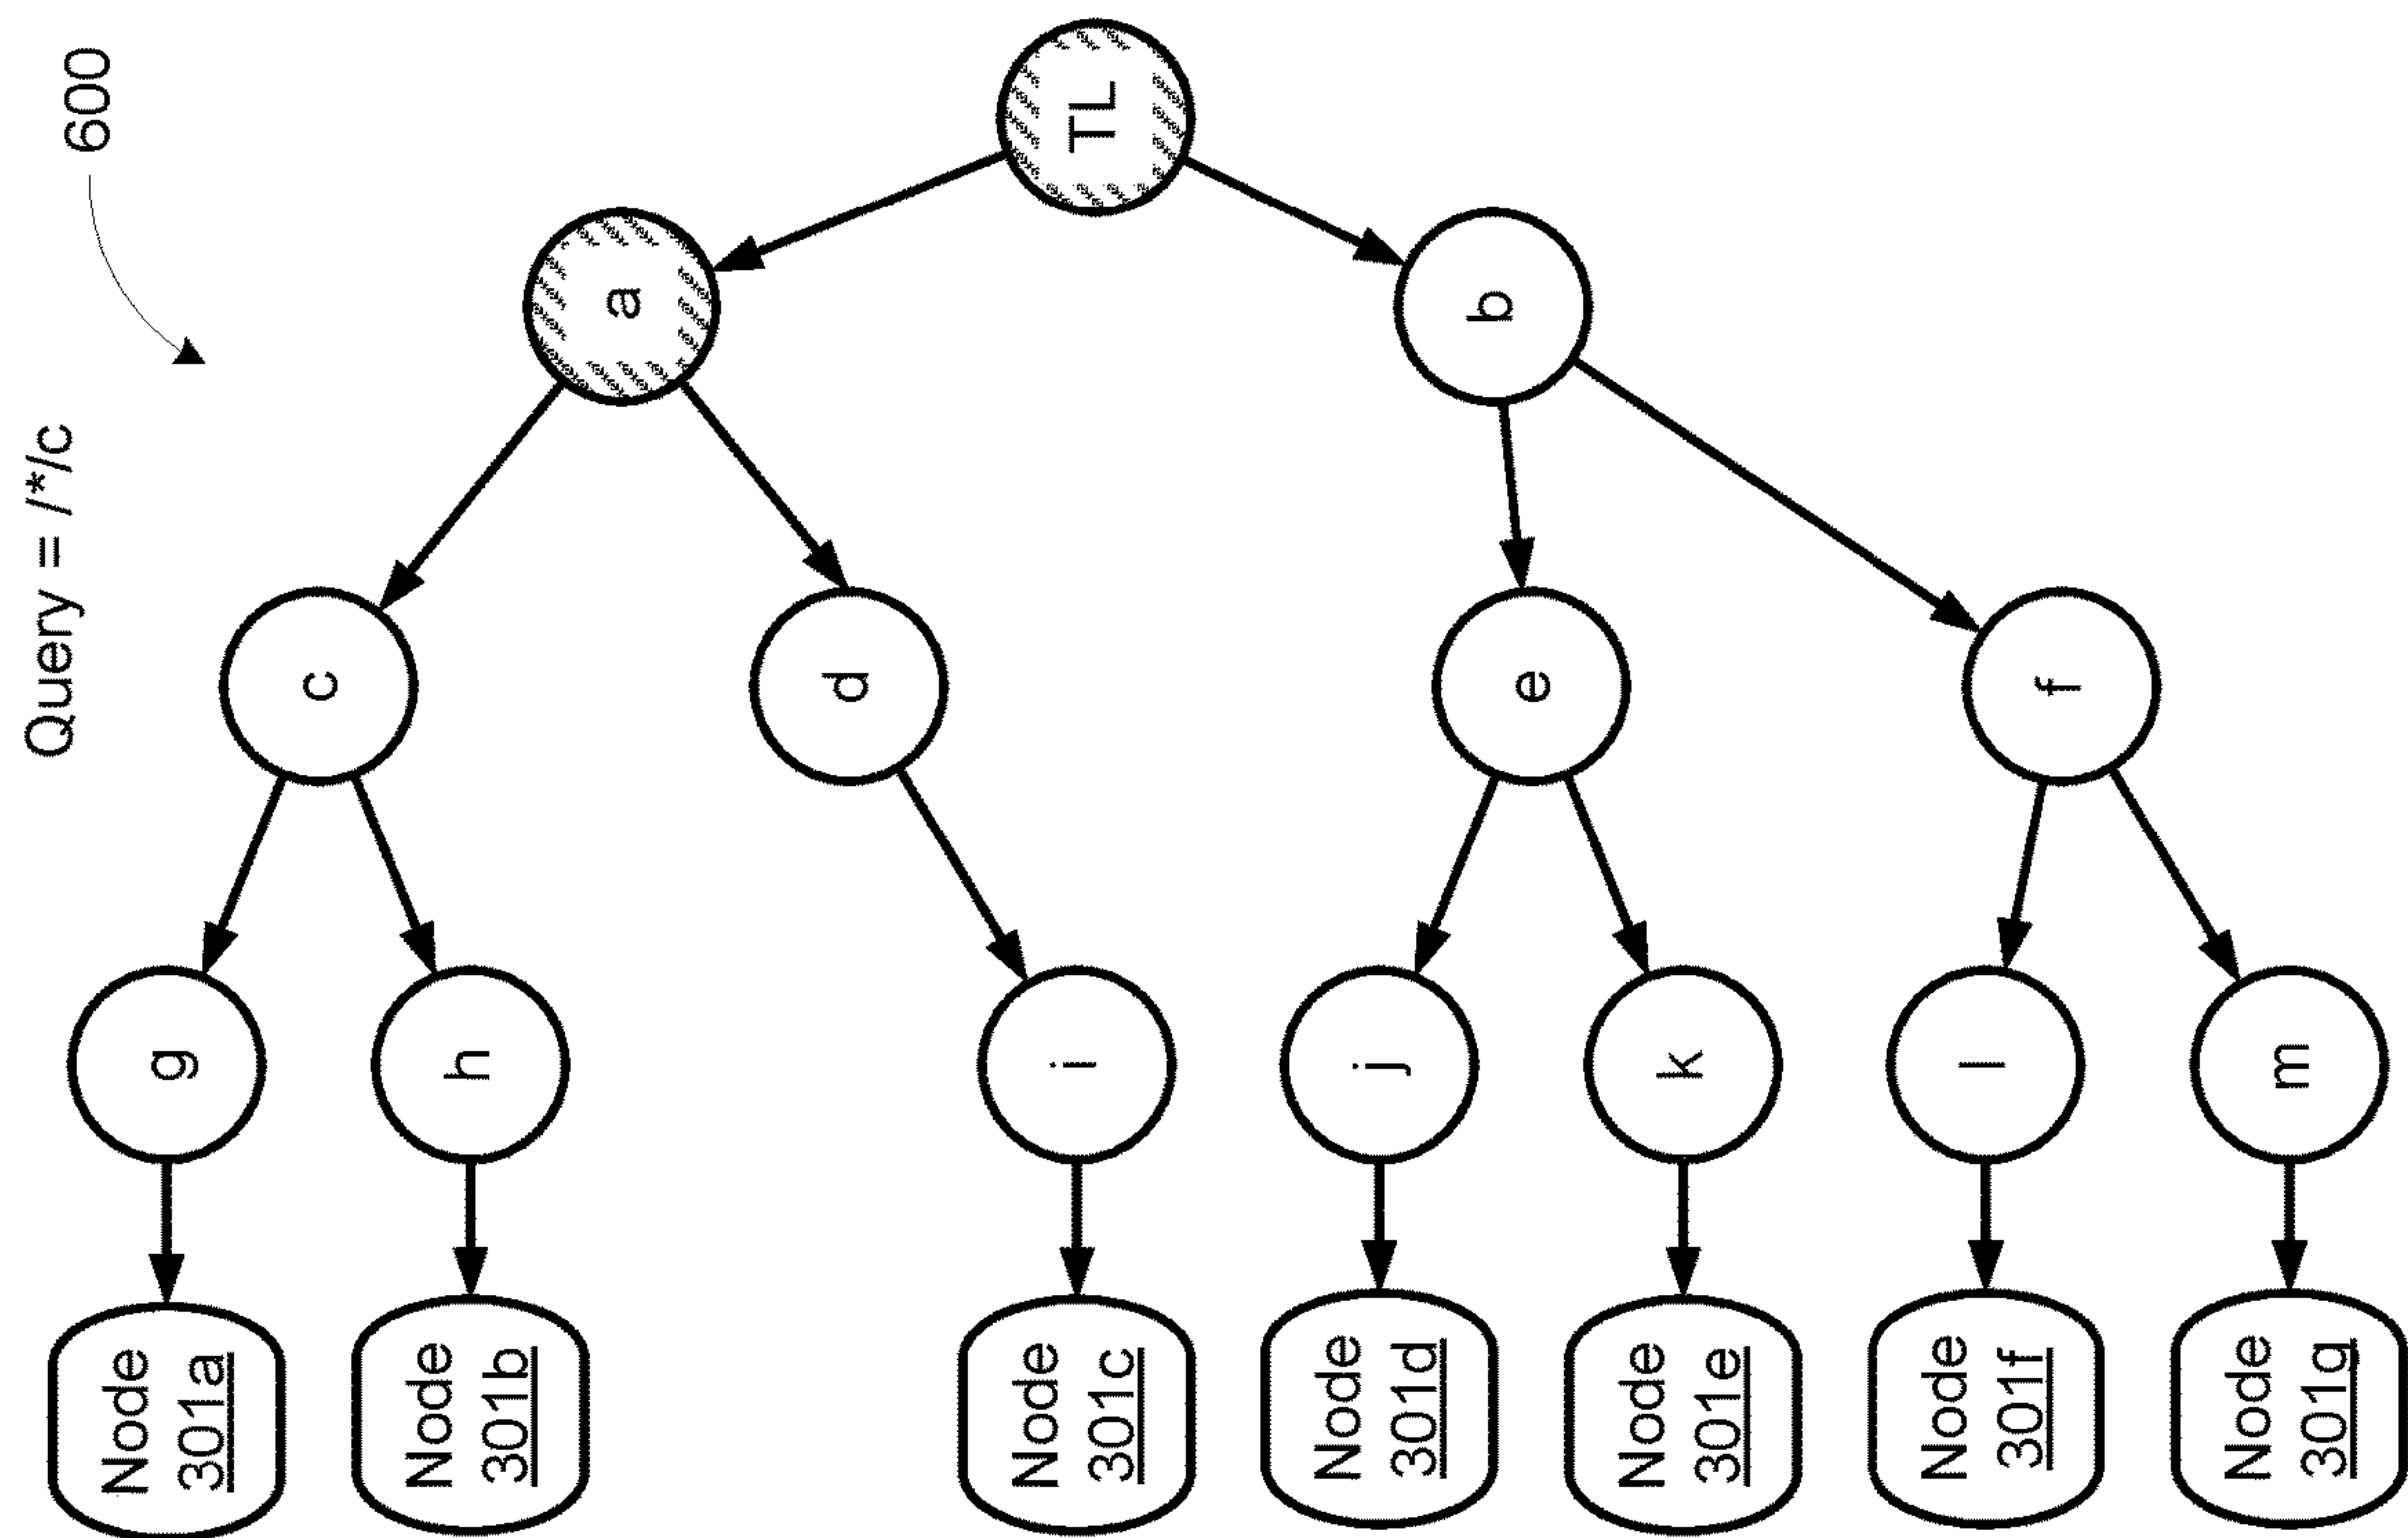 Query = /*/c
600
Node
301a
g
c
Node
301b
h
a
d
Node
301c
i
TL
Node
301d
j
b
e
Node
301e
k
Node
301f
l
f
Node
301g
m